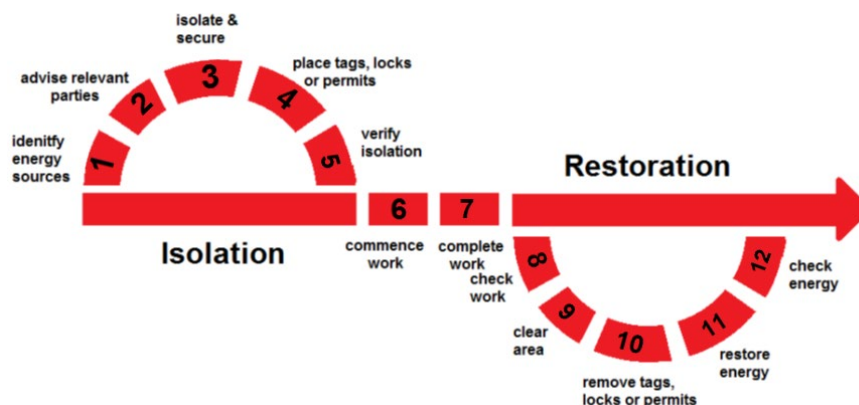 1
idenitfy
energy
sources
2
advise relevant
parties
3
isolate &
secure
4
place tags, locks
or permits
5
verify
isolation
Isolation
6
commence
work
7
complete
work
Restoration
8
check
work
9
clear
area
10
remove tags,
locks or permits
11
restore
energy
12
check
energy